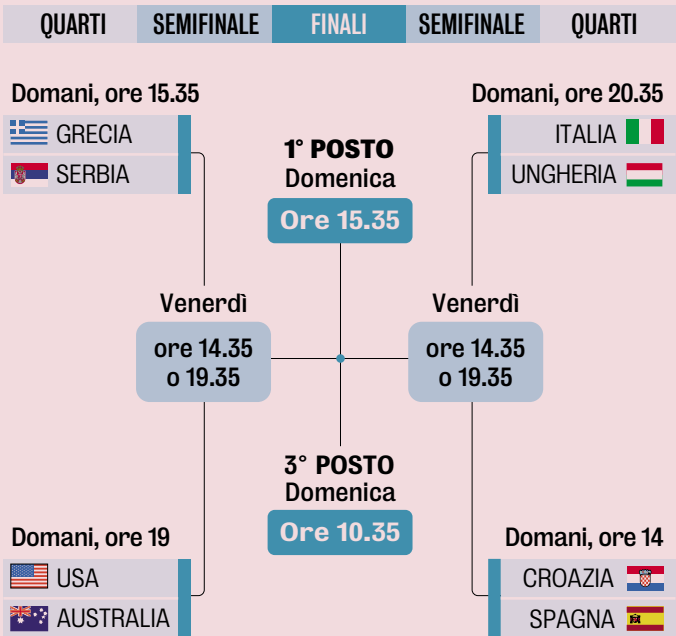 QUARTI SEMIFINALE FINALI SEMIFINALE QUARTI
Domani, ore 15.35
GRECIA
SERBIA
Domani, ore 20.35
ITALIA
UNGHERIA
1° POSTO
Domenica
Ore 15.35
Venerdì
ore 14.35
o 19.35
Venerdì
ore 14.35
o 19.35
3° POSTO
Domenica
Ore 10.35
Domani, ore 19
USA
AUSTRALIA
Domani, ore 14
CROAZIA
SPAGNA